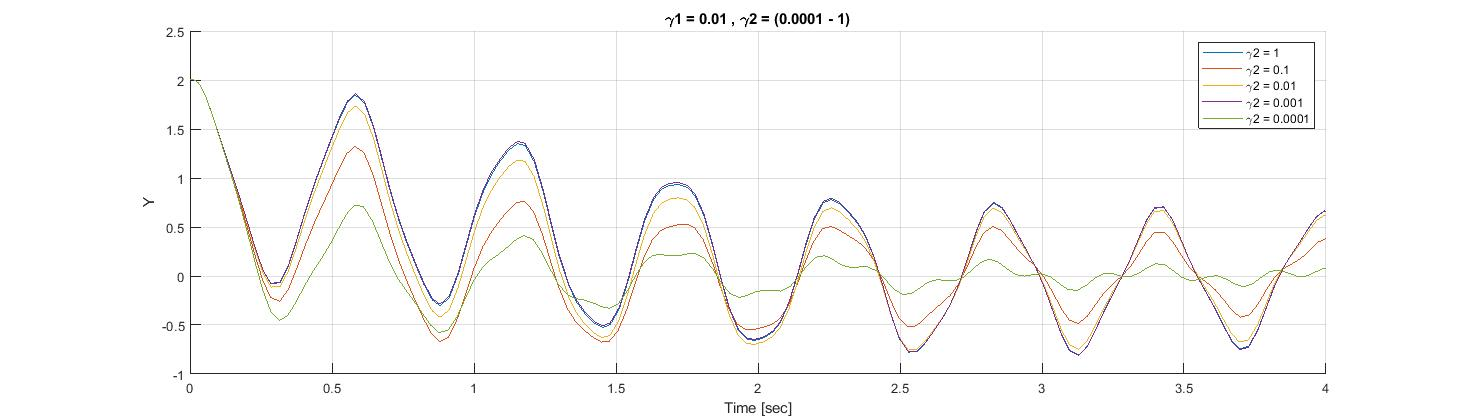 γ1 = 0.01 , γ2 = (0.0001 - 1)
2.5
2
1.5
1
0.5
0
-0.5
-1
Y
γ2 = 1
γ2 = 0.1
γ2 = 0.01
γ2 = 0.001
γ2 = 0.0001
0 0.5 1 1.5 2 2.5 3 3.5 4
Time [sec]